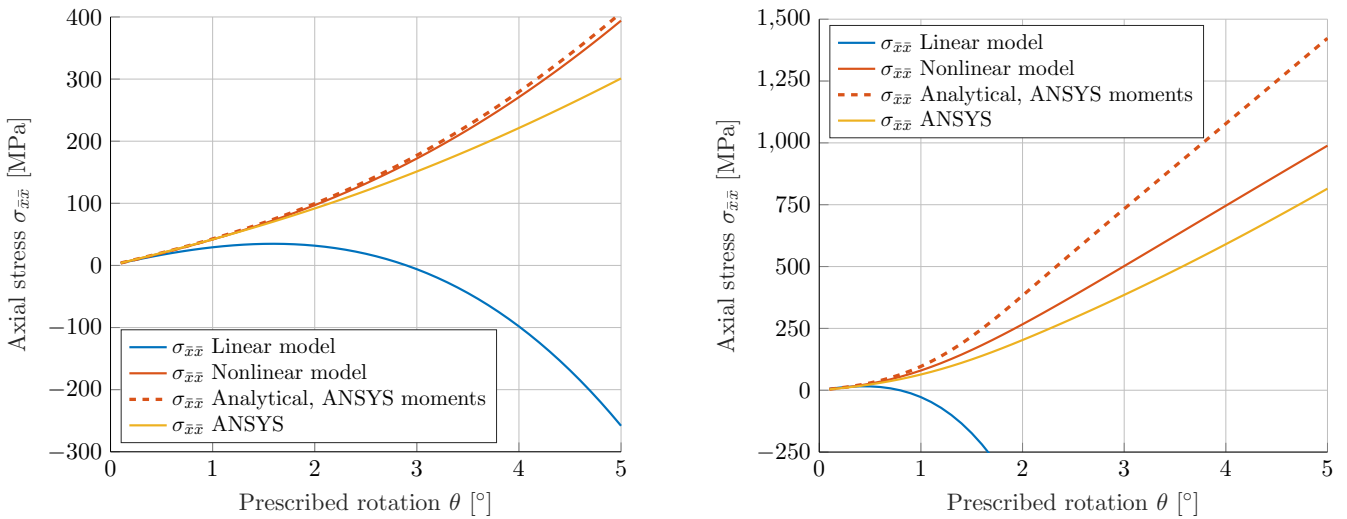 400
300
200
100
0
−100
−200
−300
0
1
2
3
4
5
Axial stress σx̄x̄ [MPa]
Prescribed rotation θ [°]
σx̄x̄ Linear model
σx̄x̄ Nonlinear model
σx̄x̄ Analytical, ANSYS moments
σx̄x̄ ANSYS
1,500
1,250
1,000
750
500
250
0
−250
0
1
2
3
4
5
Axial stress σx̄x̄ [MPa]
Prescribed rotation θ [°]
σx̄x̄ Linear model
σx̄x̄ Nonlinear model
σx̄x̄ Analytical, ANSYS moments
σx̄x̄ ANSYS